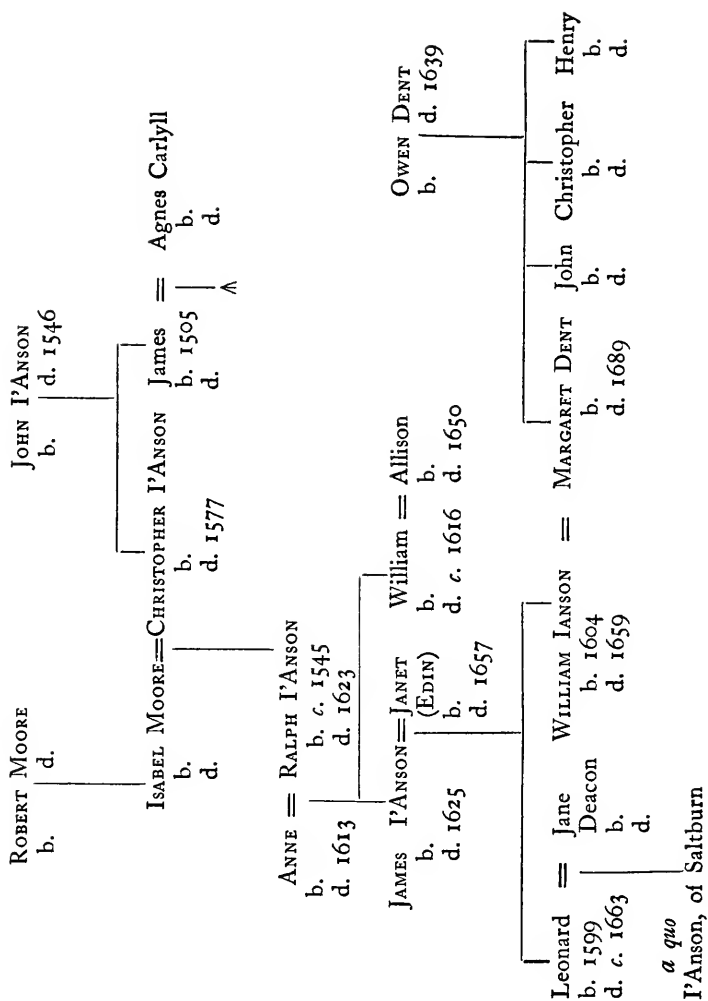 ROBERT MOORE
b. d.
JOHN I'ANSON
b. d. 1546
ISABEL MOORE=CHRISTOPHER I'ANSON James = Agnes Carlyll
b. b. b. 1505 b.
d. d. 1577 d. d.
ANNE = RALPH I'ANSON
b. b. c. 1545
d. 1613 d. 1623
JAMES I'ANSON=JANET William = Allison
b. (EDIN) b. b.
d. 1625 b. d. c. 1616 d. 1650
d. 1657
OWEN DENT
b. d. 1639
Leonard = Jane WILLIAM IANSON = MARGARET DENT John Christopher Henry
b. 1599 Deacon b. 1604 b. b. b. b.
d. c. 1663 b. d. 1659 d. 1689 d. d. d.
d.
a quo
I'Anson, of Saltburn